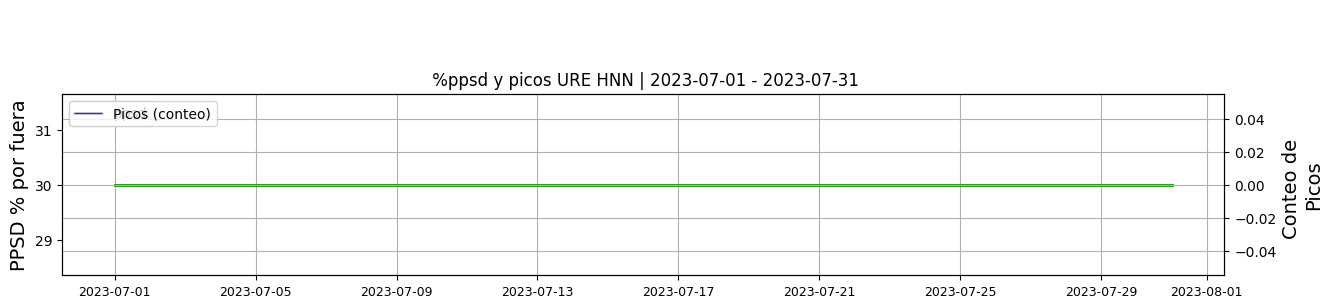 %ppsd y picos URE HNN | 2023-07-01 - 2023-07-31
Picos (conteo)
PPSD % por fuera
31
30
29
0.04
0.02
0.00
−0.02
−0.04
Conteo de
Picos
2023-07-01 2023-07-05 2023-07-09 2023-07-13 2023-07-17 2023-07-21 2023-07-25 2023-07-29 2023-08-01